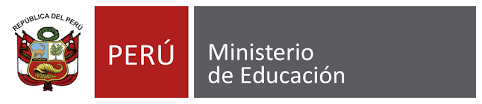 REPÚBLICA DEL PERÚ
PERÚ
Ministerio
de Educación